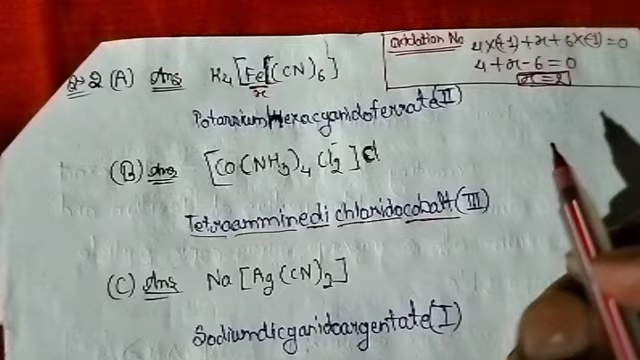 Q→2 (A) Ans K4[Fe(CN)6]
x
Oxidation No 4×(+1)+x+6×(-1)=0
4+x-6=0
x=2
Potassium Hexacyanidoferrate(II)
(B) Ans [Co(NH3)4Cl2]Cl
Tetraamminedichloridocobalt(III)
(C) Ans Na[Ag(CN)2]
Sodiumdicyanidoargentate(I)